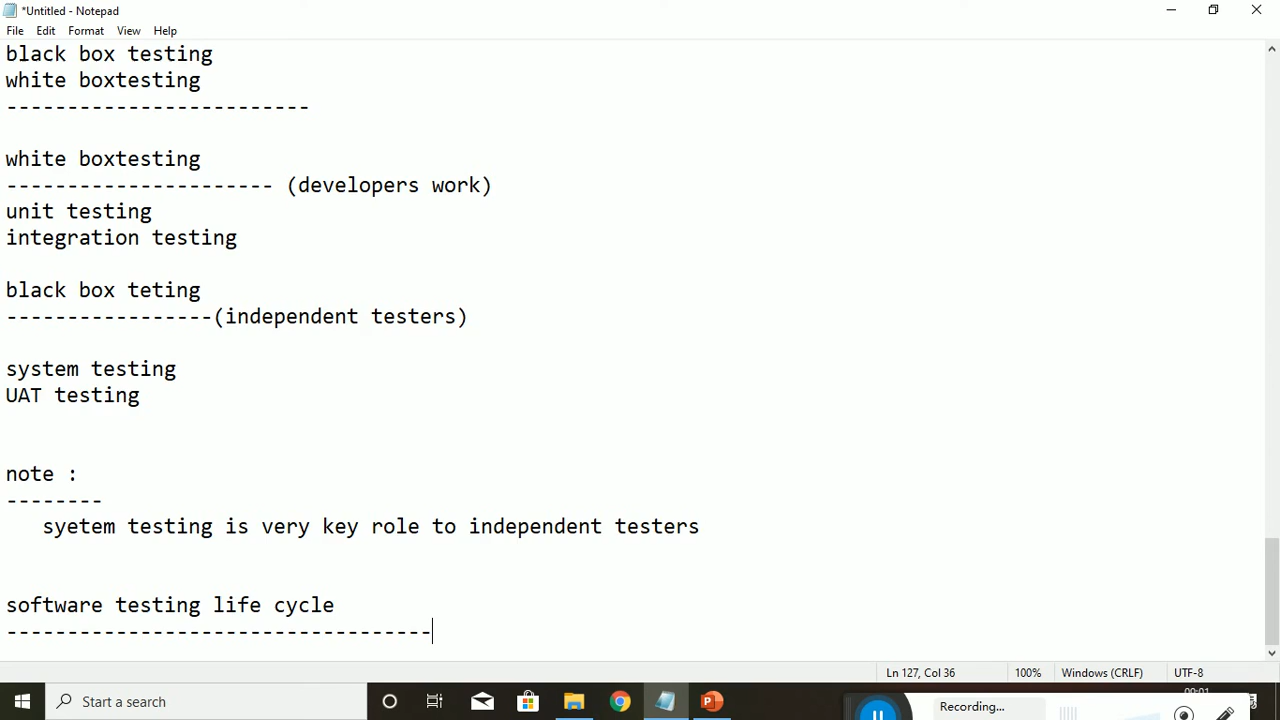 *Untitled - Notepad
File Edit Format View Help
black box testing
white boxtesting
-------------------------
white boxtesting
---------------------- (developers work)
unit testing
integration testing
black box teting
-----------------(independent testers)
system testing
UAT testing
note :
--------
syetem testing is very key role to independent testers
software testing life cycle
-----------------------------------
Ln 127, Col 36 100% Windows (CRLF) UTF-8
Start a search
Recording...